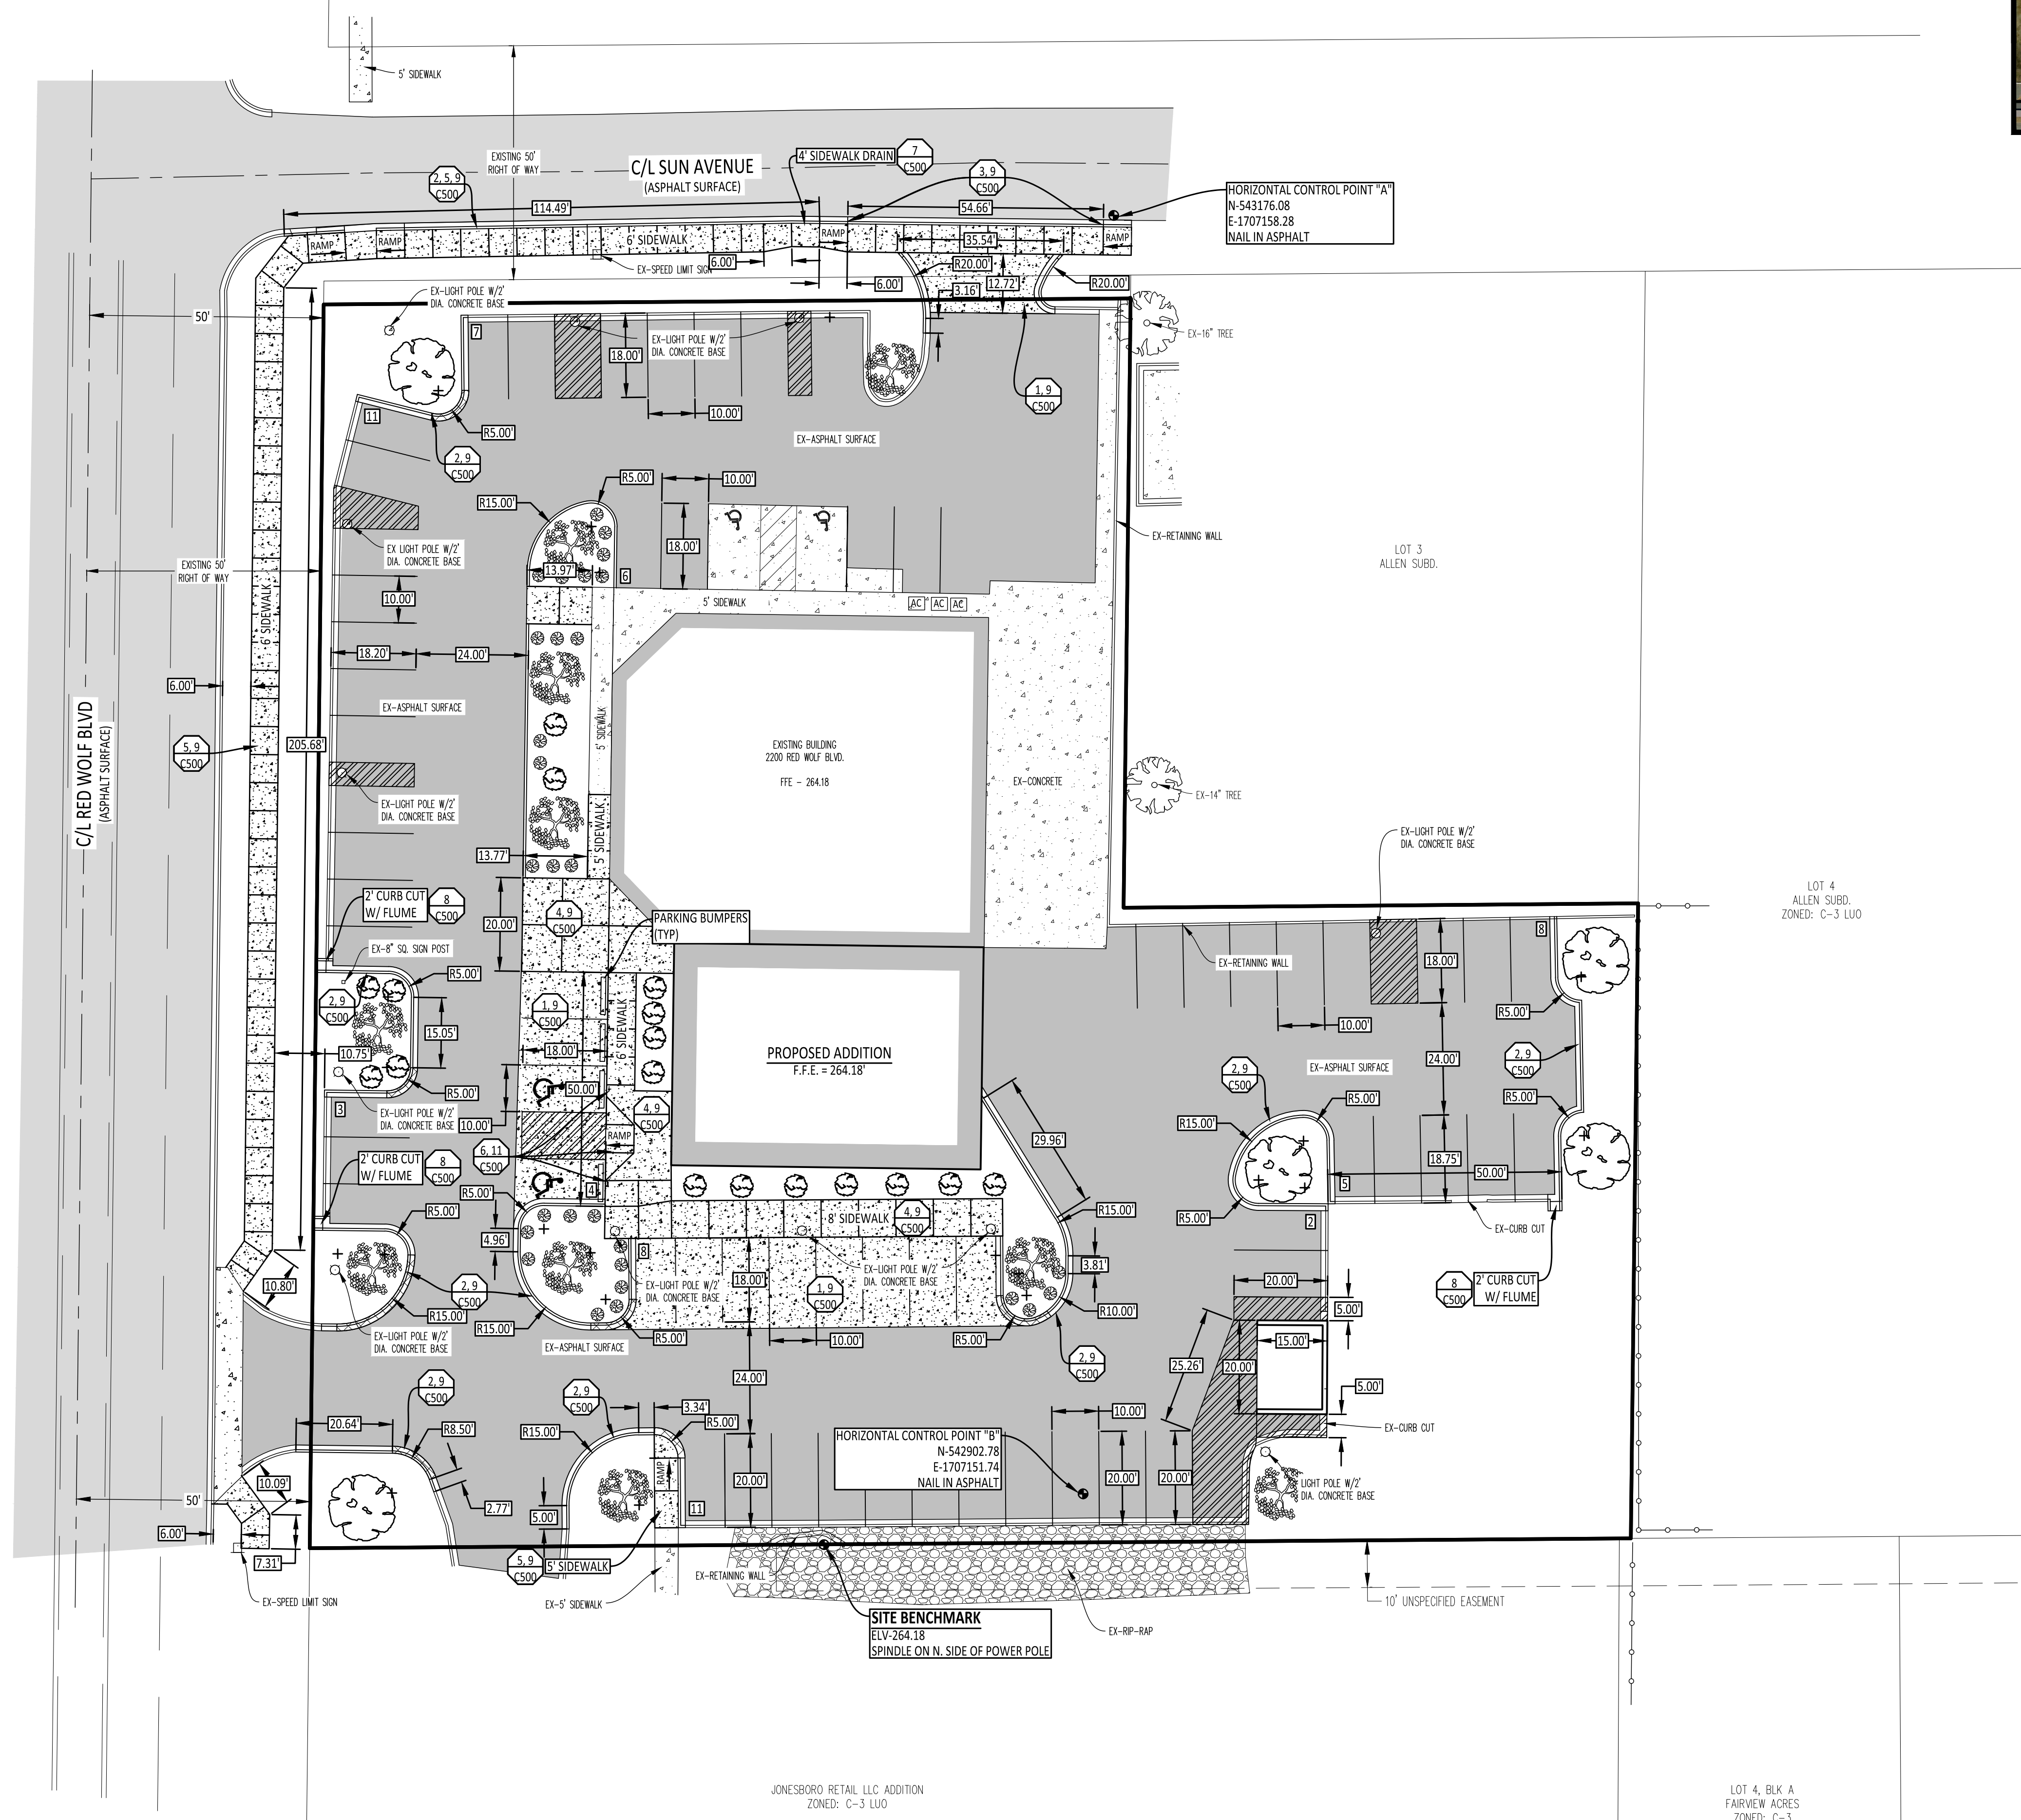 5' SIDEWALK
EXISTING 50'
RIGHT OF WAY
C/L SUN AVENUE
(ASPHALT SURFACE)
4' SIDEWALK DRAIN
7
C500
2, 5, 9
C500
3, 9
C500
HORIZONTAL CONTROL POINT "A"
N-543176.08
E-1707158.28
NAIL IN ASPHALT
114.49'
54.66'
RAMP
RAMP
6' SIDEWALK
RAMP
35.54'
RAMP
EX-SPEED LIMIT SIGN
6.00'
6.00'
R20.00'
12.72'
R20.00'
3.16'
50'
EX-LIGHT POLE W/2'
DIA. CONCRETE BASE
7
18.00'
EX-LIGHT POLE W/2'
DIA. CONCRETE BASE
EX-16" TREE
1, 9
C500
11
10.00'
R5.00'
EX-ASPHALT SURFACE
2, 9
C500
R5.00'
10.00'
R15.00'
EX-RETAINING WALL
18.00'
LOT 3
ALLEN SUBD.
EX LIGHT POLE W/2'
DIA. CONCRETE BASE
EXISTING 50'
RIGHT OF WAY
13.97'
6
10.00'
5' SIDEWALK
AC
AC
AC
6' SIDEWALK
18.20'
24.00'
6.00'
EX-ASPHALT SURFACE
5' SIDEWALK
C/L RED WOLF BLVD
(ASPHALT SURFACE)
5, 9
C500
205.68'
EXISTING BUILDING
2200 RED WOLF BLVD.
FFE - 264.18
EX-CONCRETE
EX-14" TREE
EX-LIGHT POLE W/2'
DIA. CONCRETE BASE
5' SIDEWALK
EX-LIGHT POLE W/2'
DIA. CONCRETE BASE
13.77'
LOT 4
ALLEN SUBD.
ZONED: C-3 LUO
2' CURB CUT
W/ FLUME
8
C500
20.00'
4, 9
C500
PARKING BUMPERS
(TYP)
EX-8" SQ. SIGN POST
8
EX-RETAINING WALL
18.00'
R5.00'
2, 9
C500
1, 9
C500
6' SIDEWALK
R5.00'
10.00'
15.05'
10.75'
18.00'
PROPOSED ADDITION
F.F.E. = 264.18'
24.00'
2, 9
C500
EX-ASPHALT SURFACE
2, 9
C500
R5.00'
50.00'
R5.00'
R5.00'
3
EX-LIGHT POLE W/2'
DIA. CONCRETE BASE
10.00'
4, 9
C500
R15.00'
29.96'
RAMP
2' CURB CUT
W/ FLUME
8
C500
6, 11
C500
18.75'
50.00'
4
5
R5.00'
R5.00'
8' SIDEWALK
4, 9
C500
R15.00'
R5.00'
2
EX-CURB CUT
4.96'
8
3.81'
10.80'
EX-LIGHT POLE W/2'
DIA. CONCRETE BASE
18.00'
EX-LIGHT POLE W/2'
DIA. CONCRETE BASE
2, 9
C500
1, 9
C500
20.00'
8
C500
2' CURB CUT
W/ FLUME
R15.00'
R10.00'
5.00'
R15.00'
R5.00'
R5.00'
10.00'
15.00'
EX-LIGHT POLE W/2'
DIA. CONCRETE BASE
EX-ASPHALT SURFACE
2, 9
C500
25.26'
20.00'
24.00'
2, 9
C500
2, 9
C500
5.00'
3.34'
10.00'
20.64'
R8.50'
R15.00'
R5.00'
EX-CURB CUT
HORIZONTAL CONTROL POINT "B"
N-542902.78
E-1707151.74
NAIL IN ASPHALT
10.09'
RAMP
20.00'
20.00'
20.00'
LIGHT POLE W/2'
DIA. CONCRETE BASE
50'
2.77'
5.00'
11
6.00'
7.31'
5, 9
C500
5' SIDEWALK
EX-RETAINING WALL
EX-SPEED LIMIT SIGN
EX-5' SIDEWALK
10' UNSPECIFIED EASEMENT
SITE BENCHMARK
ELV-264.18
SPINDLE ON N. SIDE OF POWER POLE
EX-RIP-RAP
JONESBORO RETAIL LLC ADDITION
ZONED: C-3 LUO
LOT 4, BLK A
FAIRVIEW ACRES
ZONED: C-3